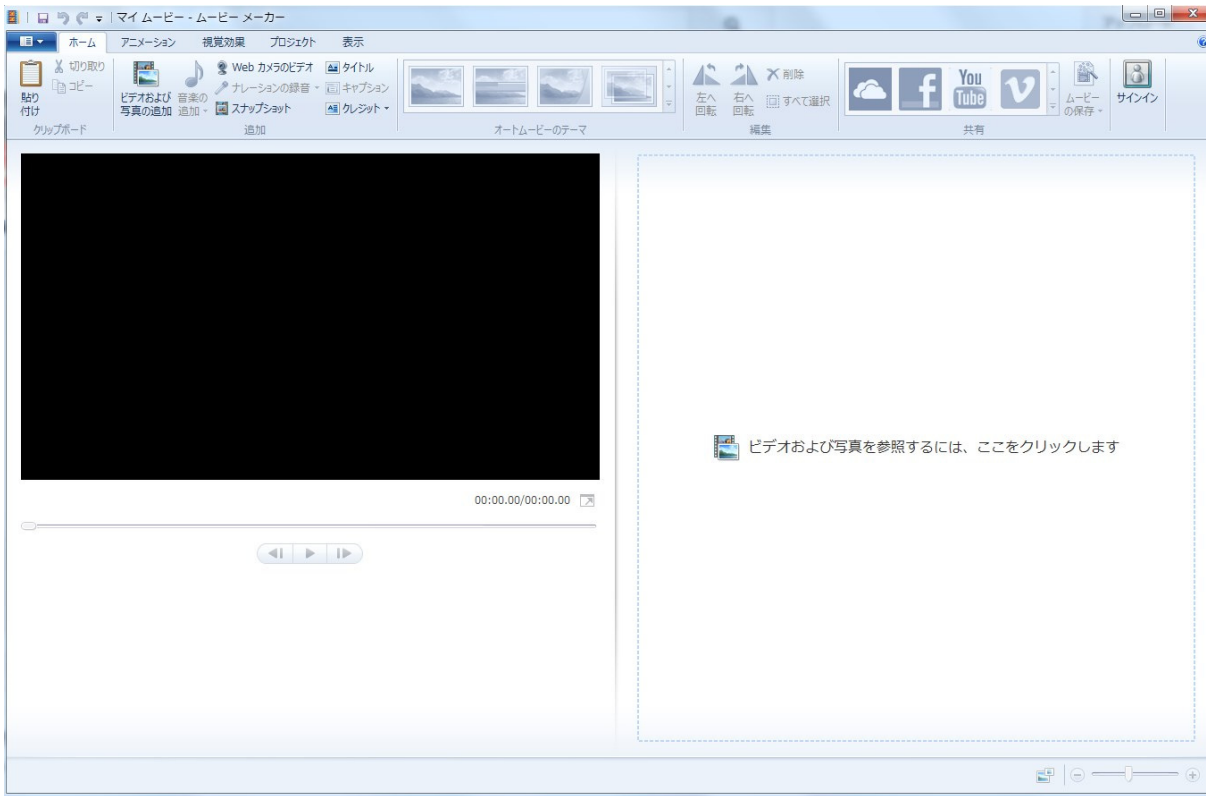 マイ ムービー - ムービー メーカー
ホーム アニメーション 視覚効果 プロジェクト 表示
貼り
付け
切り取り
コピー
クリップボード
ビデオおよび
写真の追加
音楽の
追加
Web カメラのビデオ
ナレーションの録音
スナップショット
タイトル
キャプション
クレジット
追加
オートムービーのテーマ
左へ
回転
右へ
回転
削除
すべて選択
編集
f
You
Tube
共有
ムービー
の保存
サインイン
ビデオおよび写真を参照するには、ここをクリックします
00:00.00/00:00.00